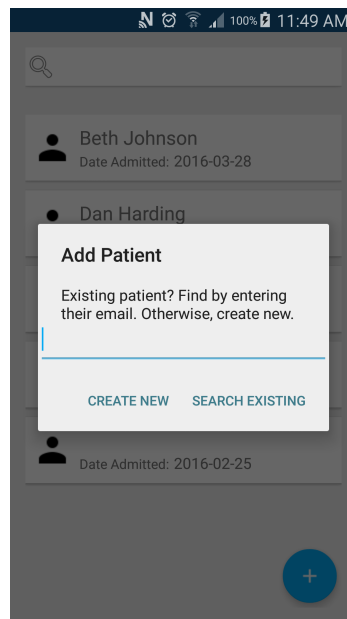 100% 11:49 AM
Beth Johnson
Date Admitted: 2016-03-28
Dan Harding
Add Patient
Existing patient? Find by entering
their email. Otherwise, create new.
CREATE NEW SEARCH EXISTING
Date Admitted: 2016-02-25
+